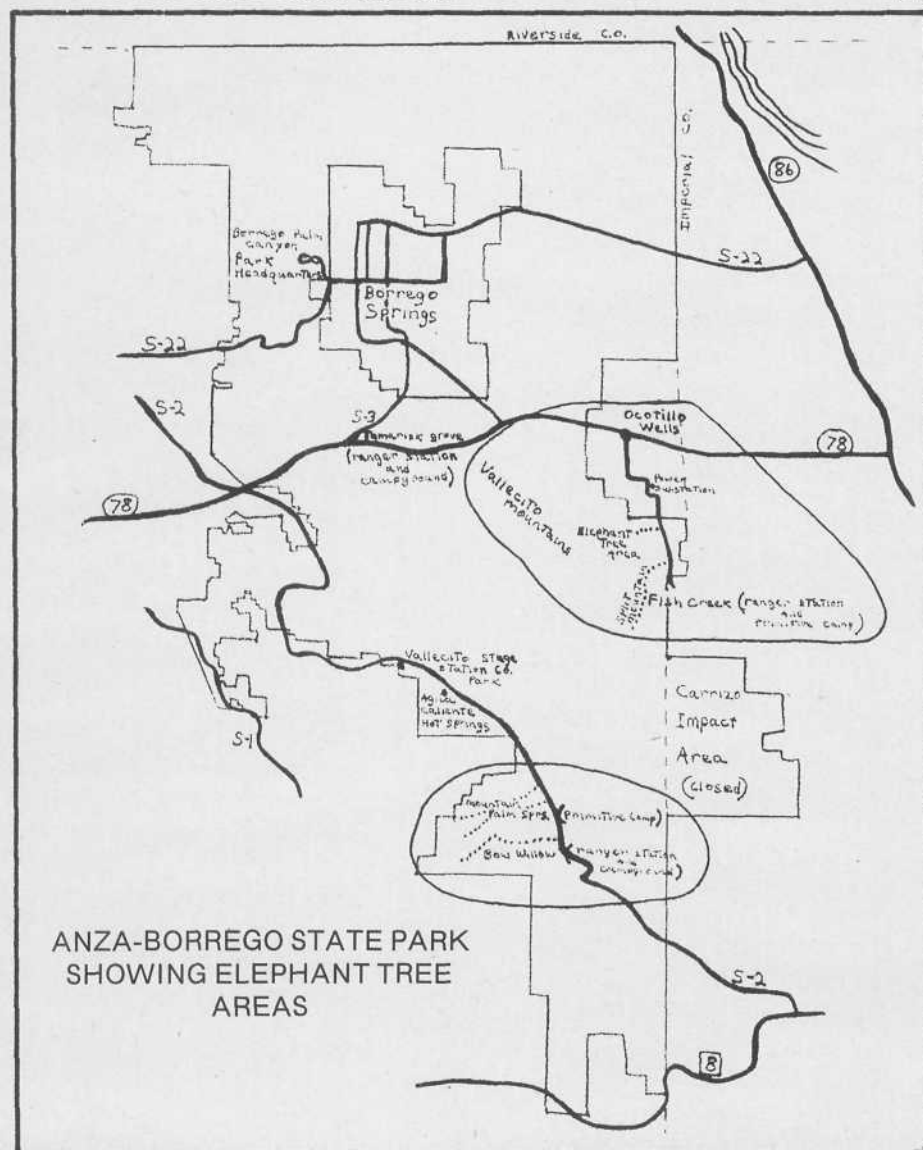 Riverside C.O.
Imperial CO.
86
S-22
Borrego Palm
Canyon
Park
Headquarters
Borrego
Springs
S-22
S-2
S-3
Tamarisk Grove
(ranger station
and
campground)
78
Ocotillo
Wells
78
Vallecito
Mountains
Power
Substation
Elephant
Tree
Area
Split
Mountain
Fish Creek (ranger station
and
primitive camp)
Vallecito Stage
Station Co.
Park
Agua
Caliente
Hot Springs
S-1
Carrizo
Impact
Area
(closed)
Mountain
Palm Sprs. (primitive camp)
Bow Willow (ranger station
and
campground)
S-2
8
ANZA-BORREGO STATE PARK
SHOWING ELEPHANT TREE
AREAS